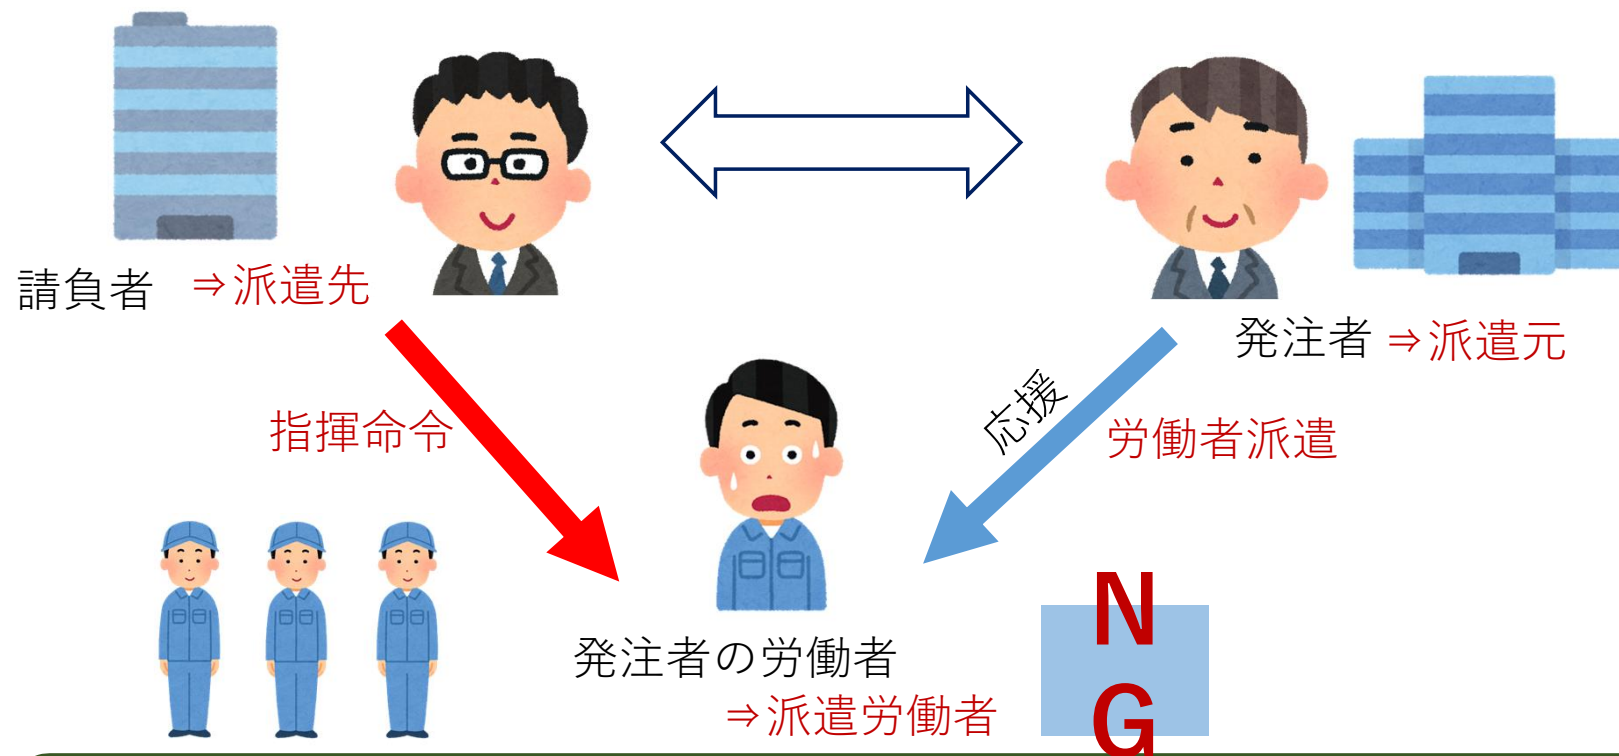 請負者 ⇒派遣先
発注者 ⇒派遣元
指揮命令
応援
労働者派遣
発注者の労働者
⇒派遣労働者
N
G